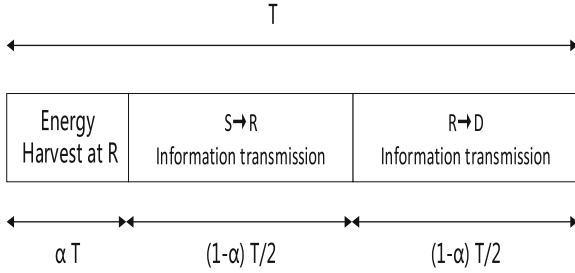 T
Energy
Harvest at R
S→R
Information transmission
R→D
Information transmission
α T
(1-α) T/2
(1-α) T/2